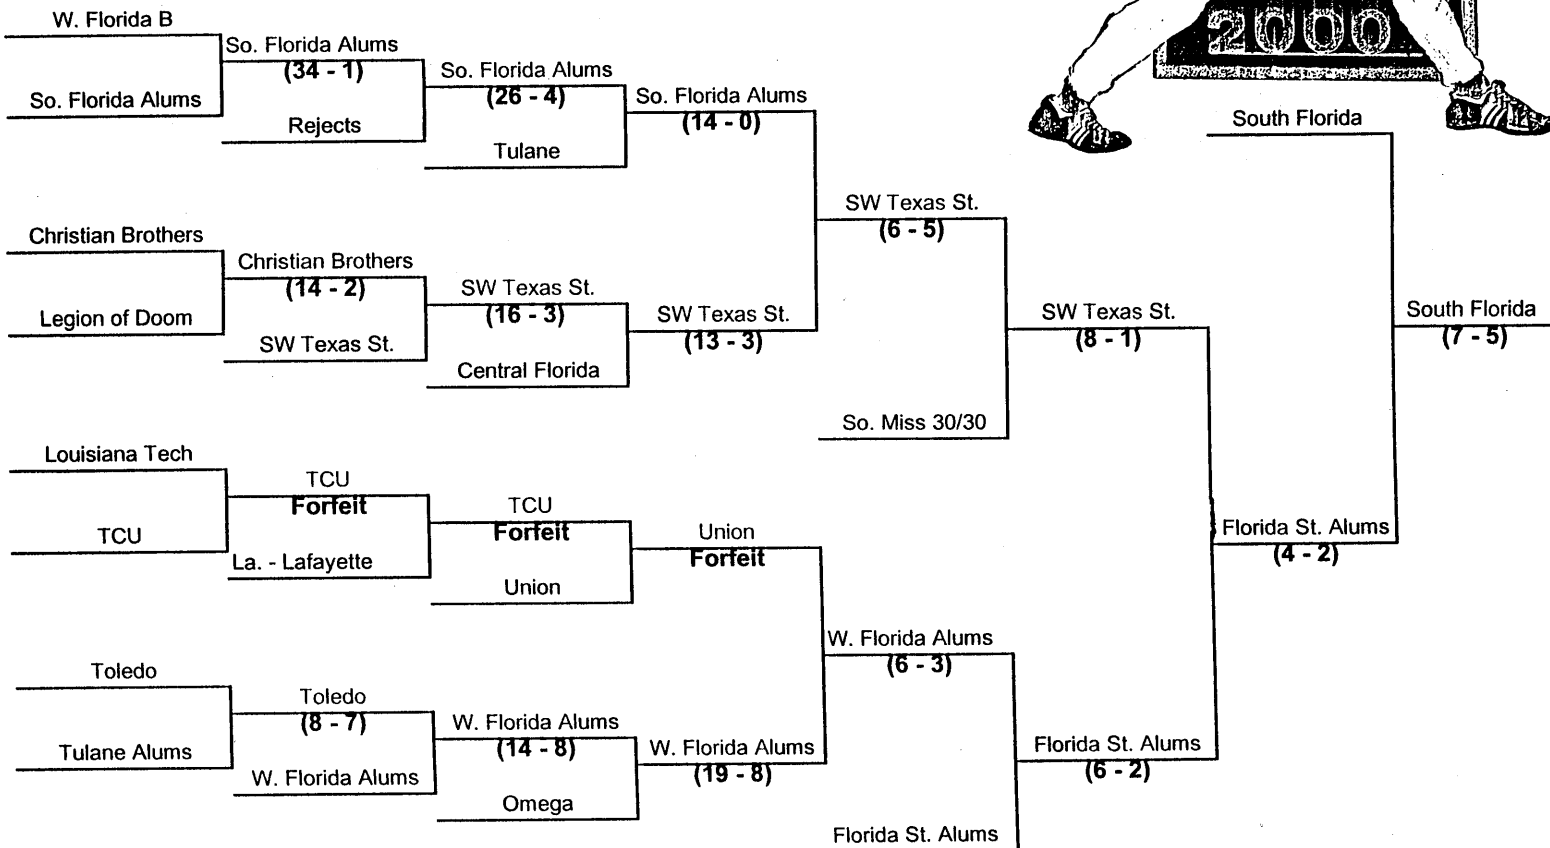 2000
W. Florida B
So. Florida Alums
(34 - 1)
So. Florida Alums
So. Florida Alums
(26 - 4)
Rejects
So. Florida Alums
(14 - 0)
Tulane
South Florida
SW Texas St.
(6 - 5)
Christian Brothers
Christian Brothers
(14 - 2)
Legion of Doom
SW Texas St.
(16 - 3)
SW Texas St.
SW Texas St.
(13 - 3)
Central Florida
SW Texas St.
(8 - 1)
South Florida
(7 - 5)
So. Miss 30/30
Louisiana Tech
TCU
Forfeit
TCU
TCU
Forfeit
La. - Lafayette
Union
Forfeit
Union
Florida St. Alums
(4 - 2)
W. Florida Alums
(6 - 3)
Toledo
Toledo
(8 - 7)
Tulane Alums
W. Florida Alums
(14 - 8)
W. Florida Alums
W. Florida Alums
(19 - 8)
Omega
Florida St. Alums
(6 - 2)
Florida St. Alums